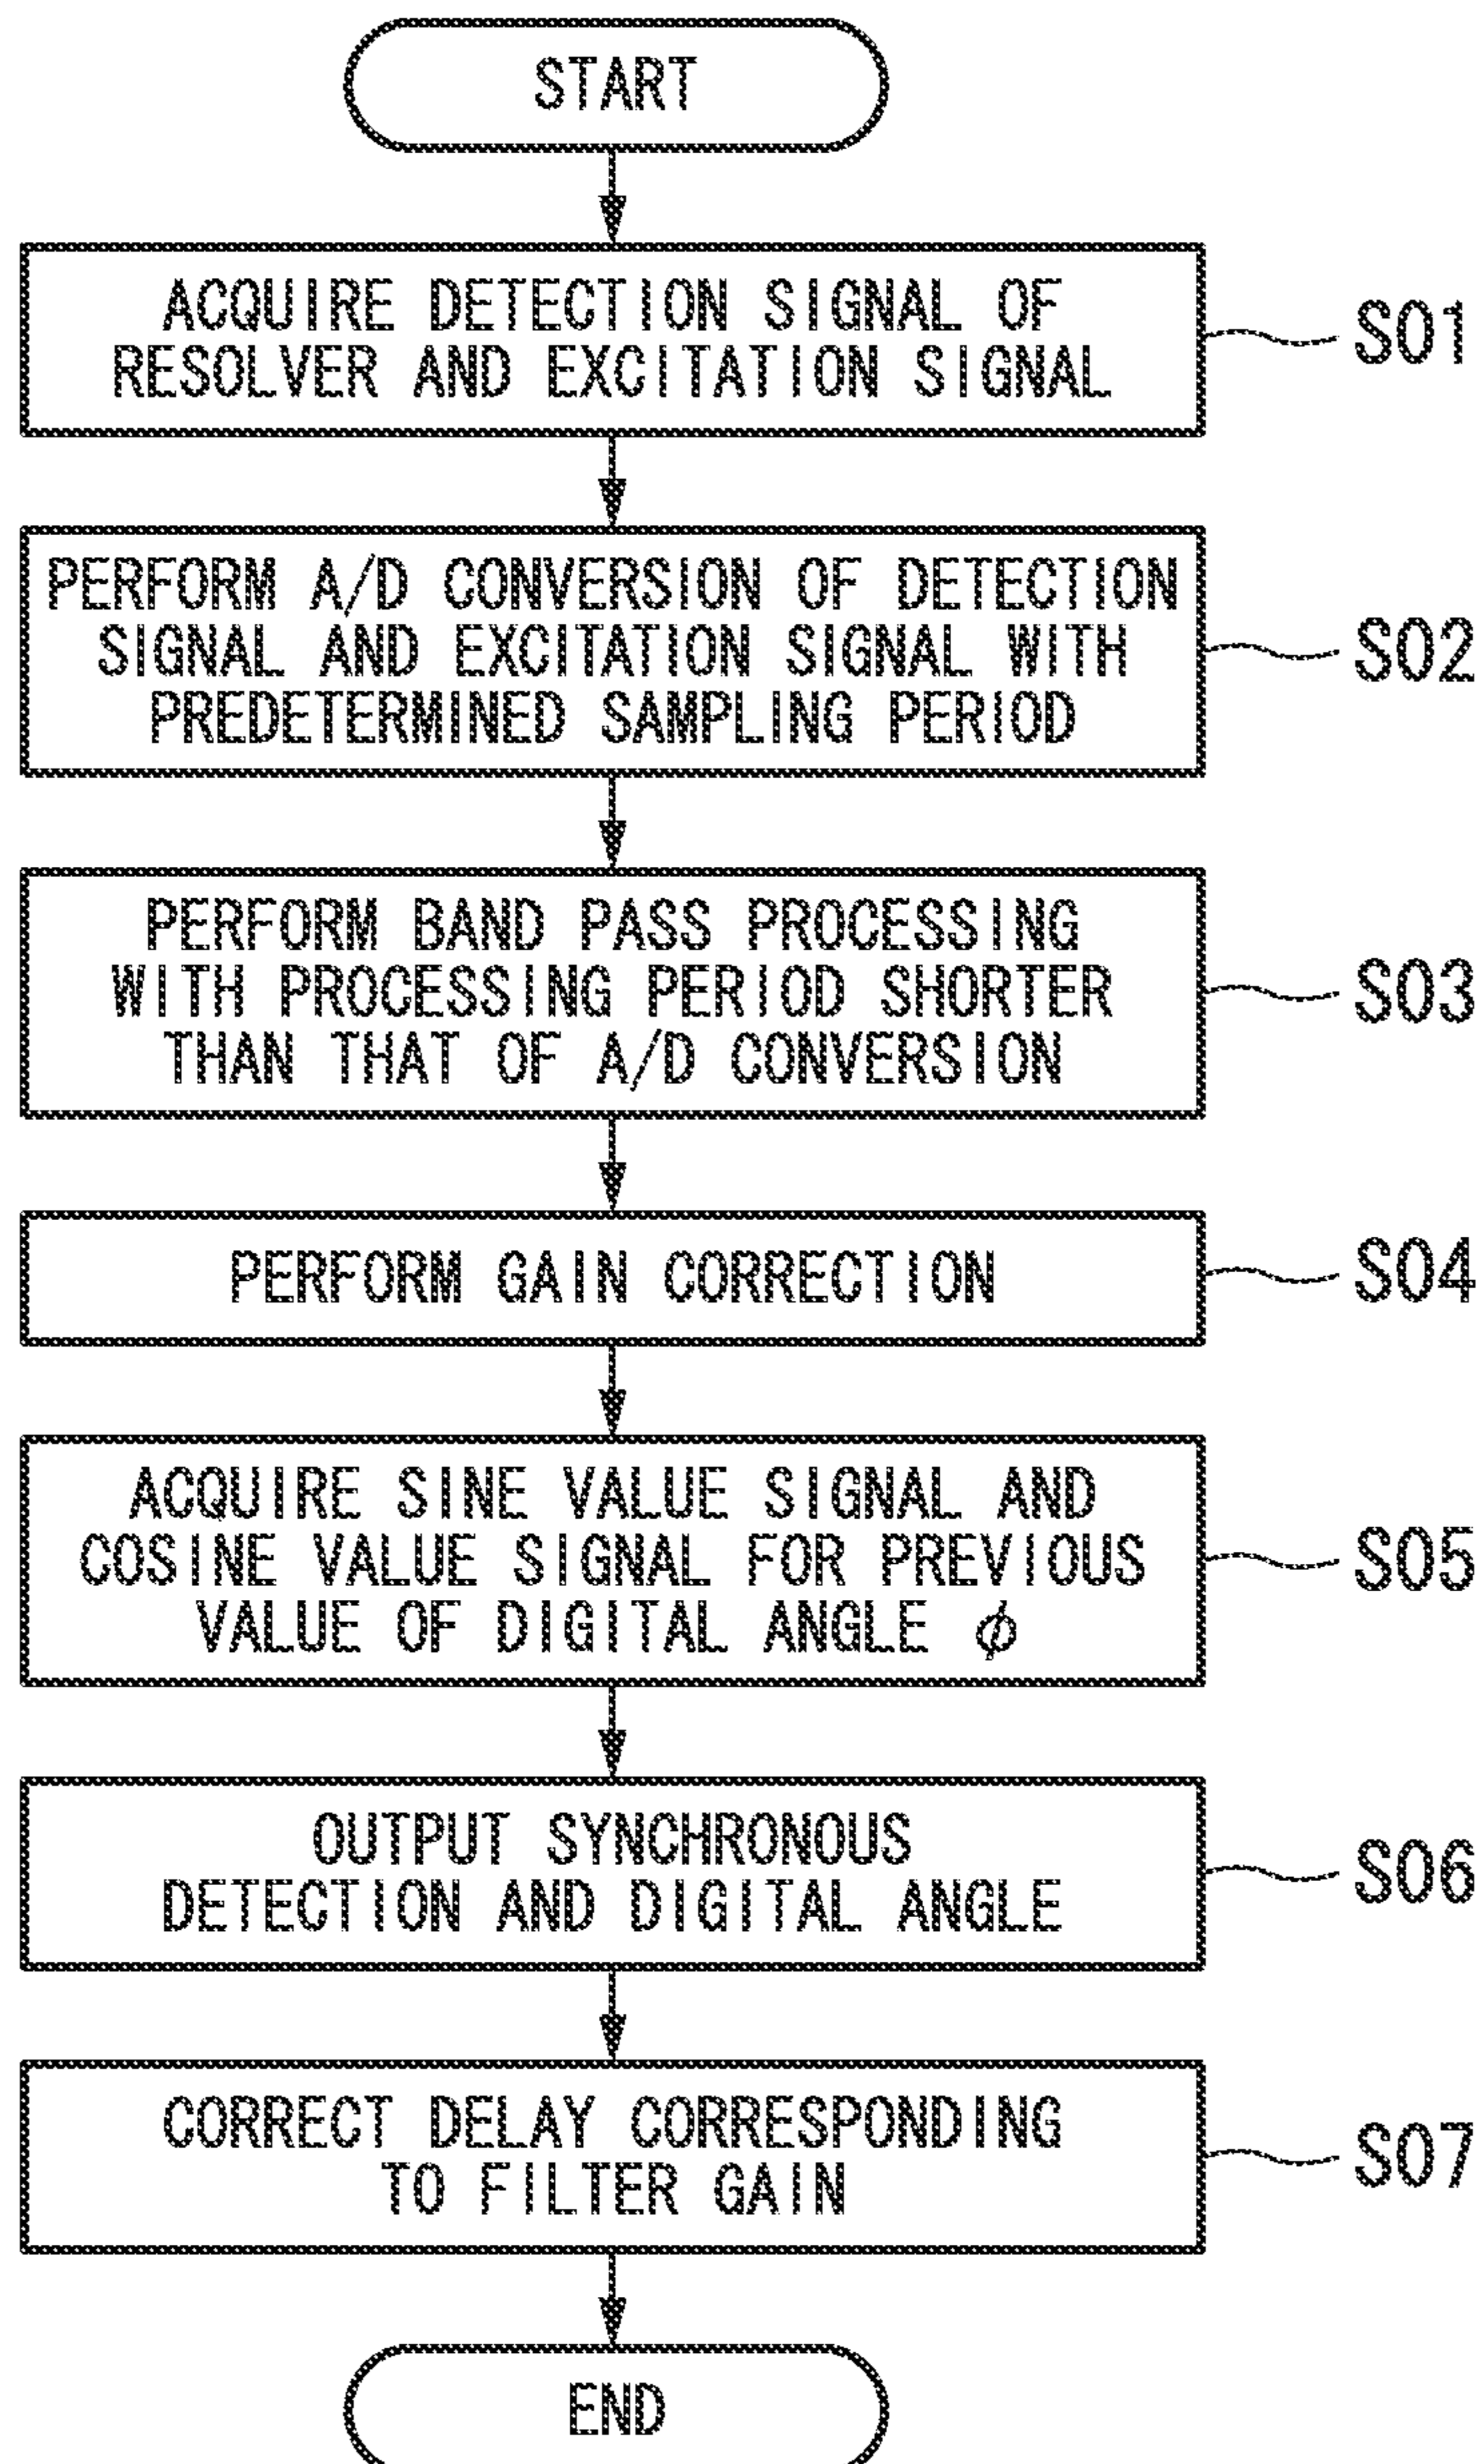 START
ACQUIRE DETECTION SIGNAL OF
RESOLVER AND EXCITATION SIGNAL
S01
PERFORM A/D CONVERSION OF DETECTION
SIGNAL AND EXCITATION SIGNAL WITH
PREDETERMINED SAMPLING PERIOD
S02
PERFORM BAND PASS PROCESSING
WITH PROCESSING PERIOD SHORTER
THAN THAT OF A/D CONVERSION
S03
PERFORM GAIN CORRECTION
S04
ACQUIRE SINE VALUE SIGNAL AND
COSINE VALUE SIGNAL FOR PREVIOUS
VALUE OF DIGITAL ANGLE ϕ
S05
OUTPUT SYNCHRONOUS
DETECTION AND DIGITAL ANGLE
S06
CORRECT DELAY CORRESPONDING
TO FILTER GAIN
S07
END